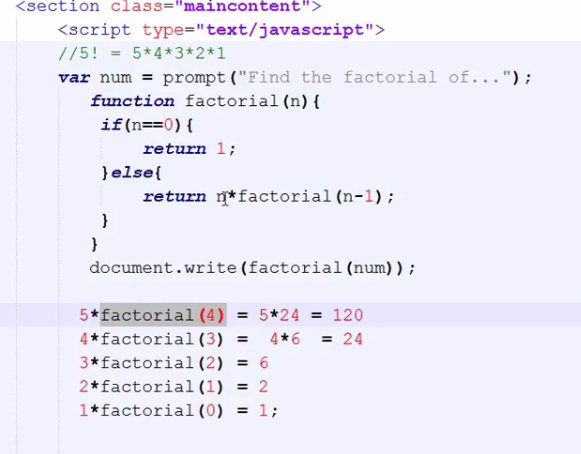 <section class="maincontent">
<script type="text/javascript">
//5! = 5*4*3*2*1
var num = prompt("Find the factorial of...");
function factorial(n){
if(n==0){
return 1;
}else{
return n*factorial(n-1);
}
}
document.write(factorial(num));
5*factorial(4) = 5*24 = 120
4*factorial(3) = 4*6 = 24
3*factorial(2) = 6
2*factorial(1) = 2
1*factorial(0) = 1;